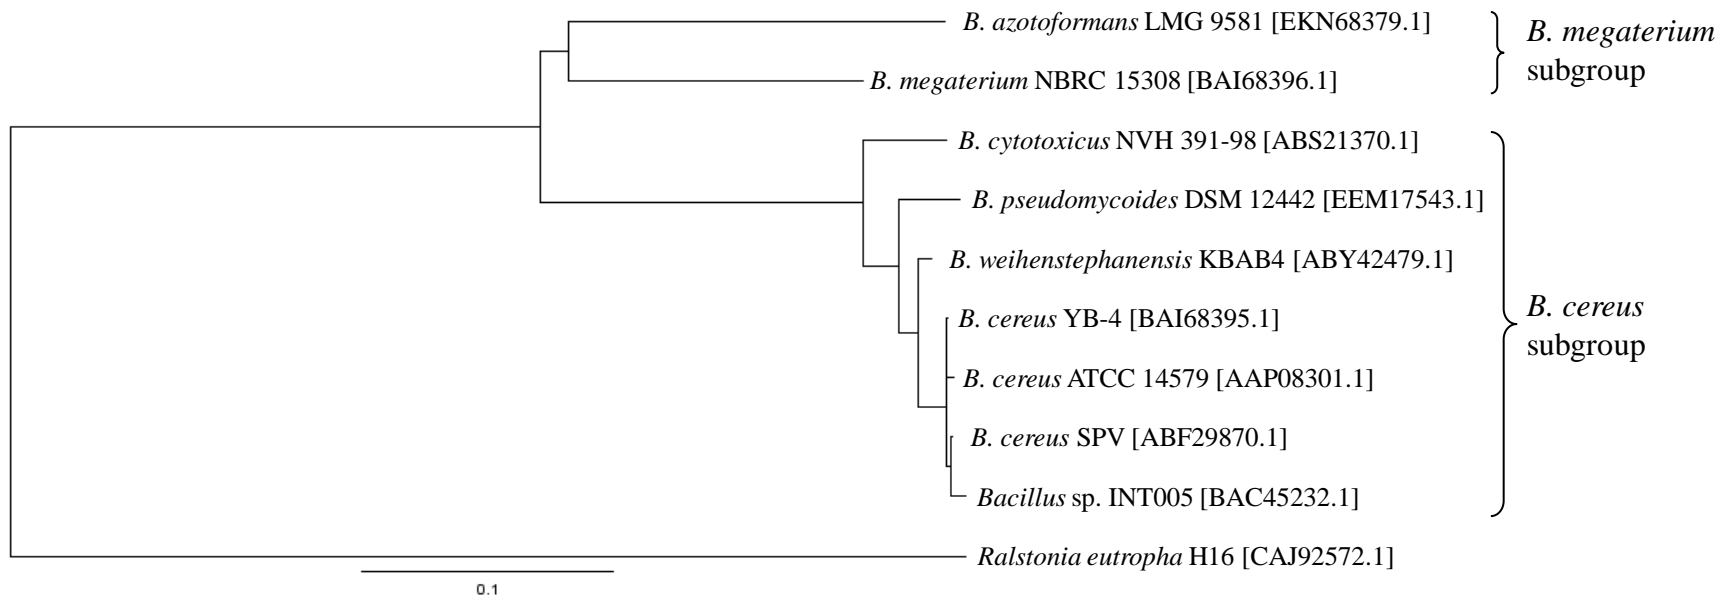 B. azotoformans LMG 9581 [EKN68379.1]
B. megaterium NBRC 15308 [BAI68396.1]
B. megaterium
subgroup
B. cytotoxicus NVH 391-98 [ABS21370.1]
B. pseudomycoides DSM 12442 [EEM17543.1]
B. weihenstephanensis KBAB4 [ABY42479.1]
B. cereus YB-4 [BAI68395.1]
B. cereus ATCC 14579 [AAP08301.1]
B. cereus SPV [ABF29870.1]
Bacillus sp. INT005 [BAC45232.1]
B. cereus
subgroup
Ralstonia eutropha H16 [CAJ92572.1]
0.1